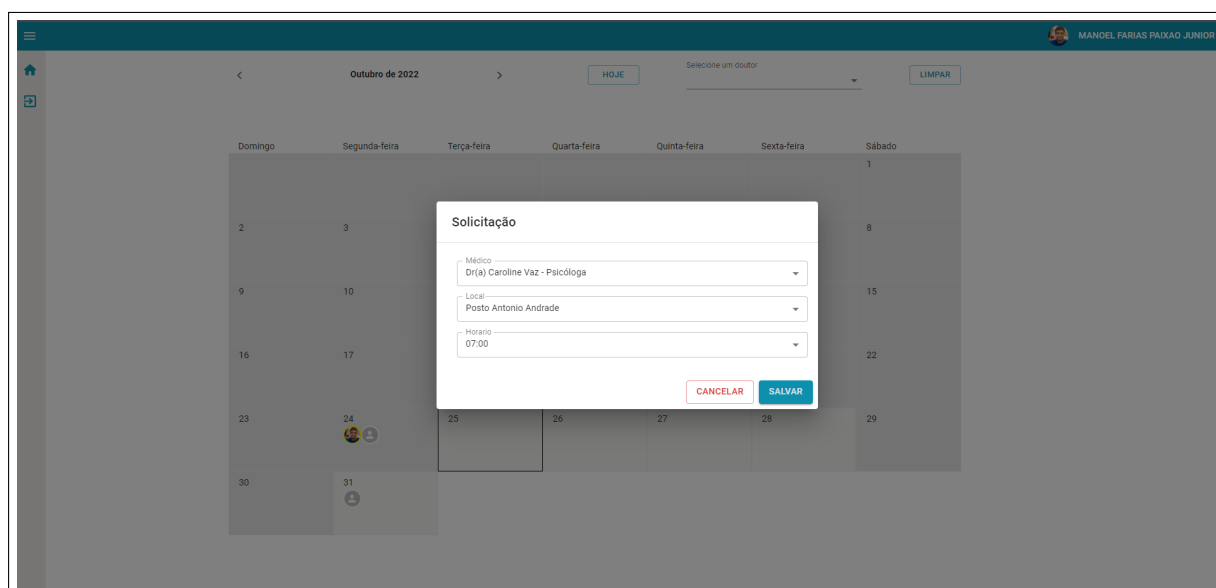 MANOEL FARIAS PAIXAO JUNIOR
Outubro de 2022
HOJE
Selecione um doutor
LIMPAR
Domingo Segunda-feira Terça-feira Quarta-feira Quinta-feira Sexta-feira Sábado
1
2 3 8
9 10 15
16 17 22
23 24 25 26 27 28 29
30 31
Solicitação
Médico
Dr(a) Caroline Vaz - Psicóloga
Local
Posto Antonio Andrade
Horario
07:00
CANCELAR SALVAR